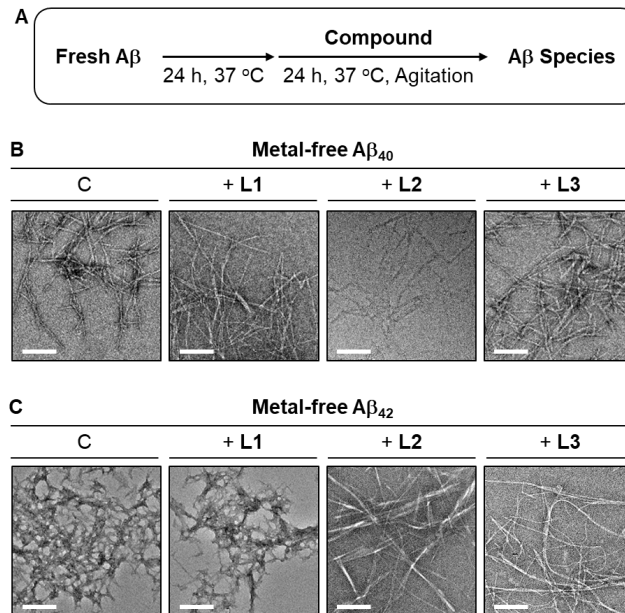 A
Fresh Aβ
24 h, 37 °C
Compound
24 h, 37 °C, Agitation
Aβ Species
B
Metal-free Aβ40
C
+ L1
+ L2
+ L3
C
Metal-free Aβ42
C
+ L1
+ L2
+ L3